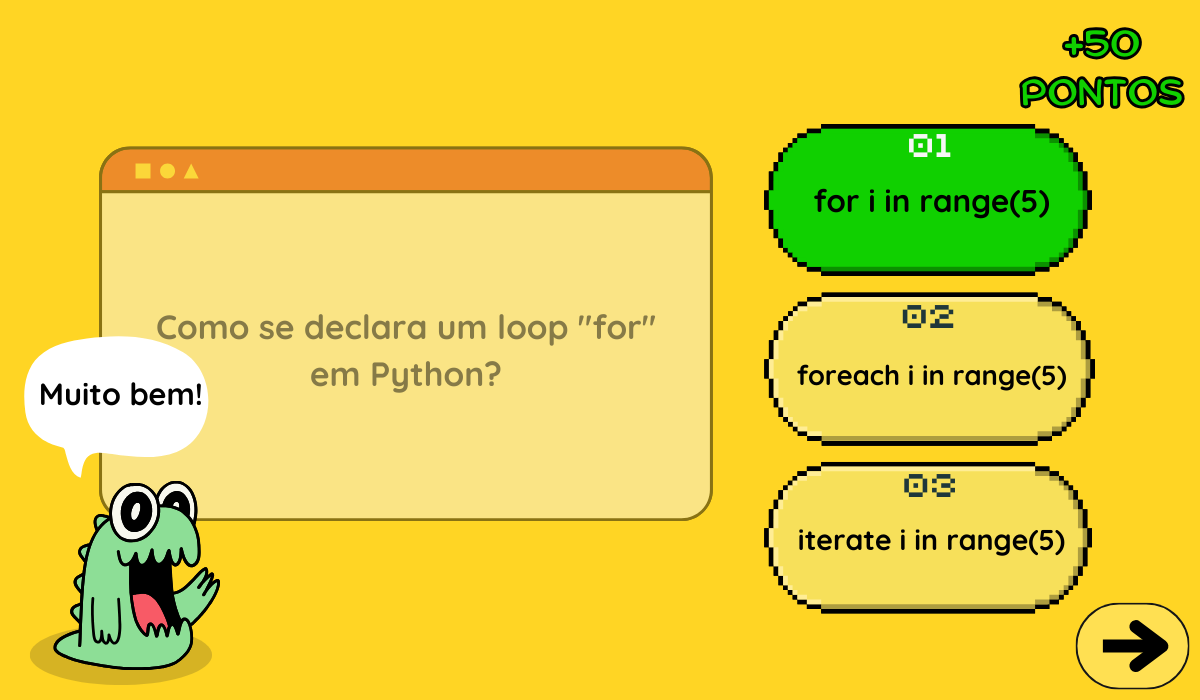 +50
PONTOS
Como se declara um loop "for"
em Python?
Muito bem!
01
for i in range(5)
02
foreach i in range(5)
03
iterate i in range(5)